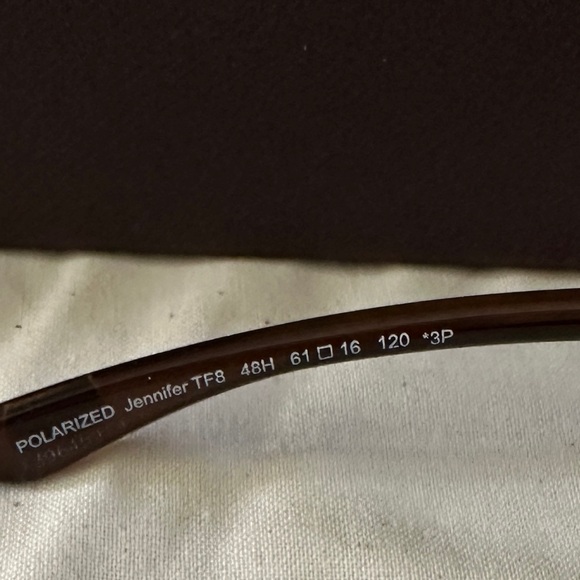 POLARIZED Jennifer TF8 48H 61□16 120 *3P